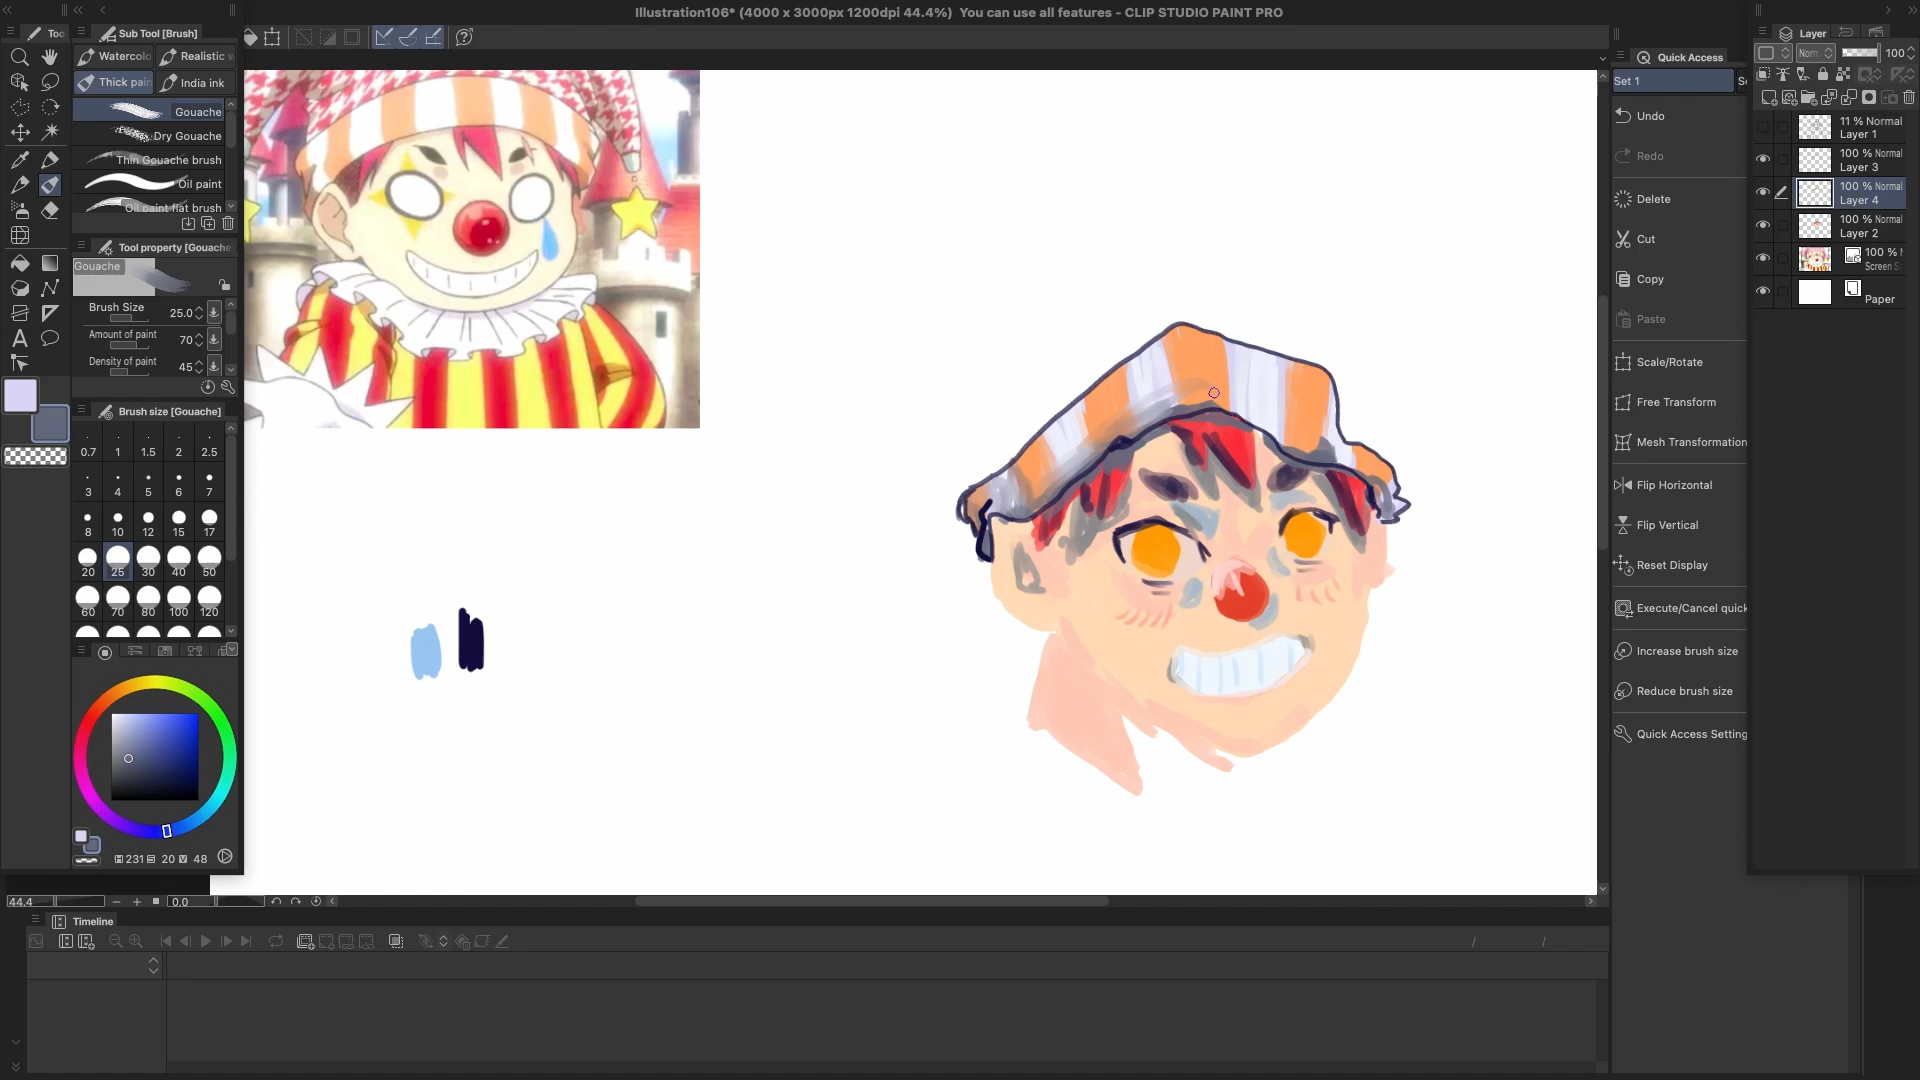 Illustration106* (4000 x 3000px 1200dpi 44.4%)  You can use all features - CLIP STUDIO PAINT PRO
Too
Sub Tool [Brush]
Watercolo
Realistic w
Thick pain
India ink
Gouache
Dry Gouache
Thin Gouache brush
Oil paint
Oil paint flat brush
Tool property [Gouache
Gouache
Brush Size 25.0
Amount of paint 70
Density of paint 45
Brush size [Gouache]
0.7 1 1.5 2 2.5
3 4 5 6 7
8 10 12 15 17
20 25 30 40 50
60 70 80 100 120
231 20 48
A
44.4
0.0
Timeline
/ /
Quick Access
Set 1
Undo
Redo
Delete
Cut
Copy
Paste
Scale/Rotate
Free Transform
Mesh Transformation
Flip Horizontal
Flip Vertical
Reset Display
Execute/Cancel quick
Increase brush size
Reduce brush size
Quick Access Setting
Layer
Norm
100
11 % Normal
Layer 1
100 % Normal
Layer 3
100 % Normal
Layer 4
100 % Normal
Layer 2
100 % N
Screen S
Paper